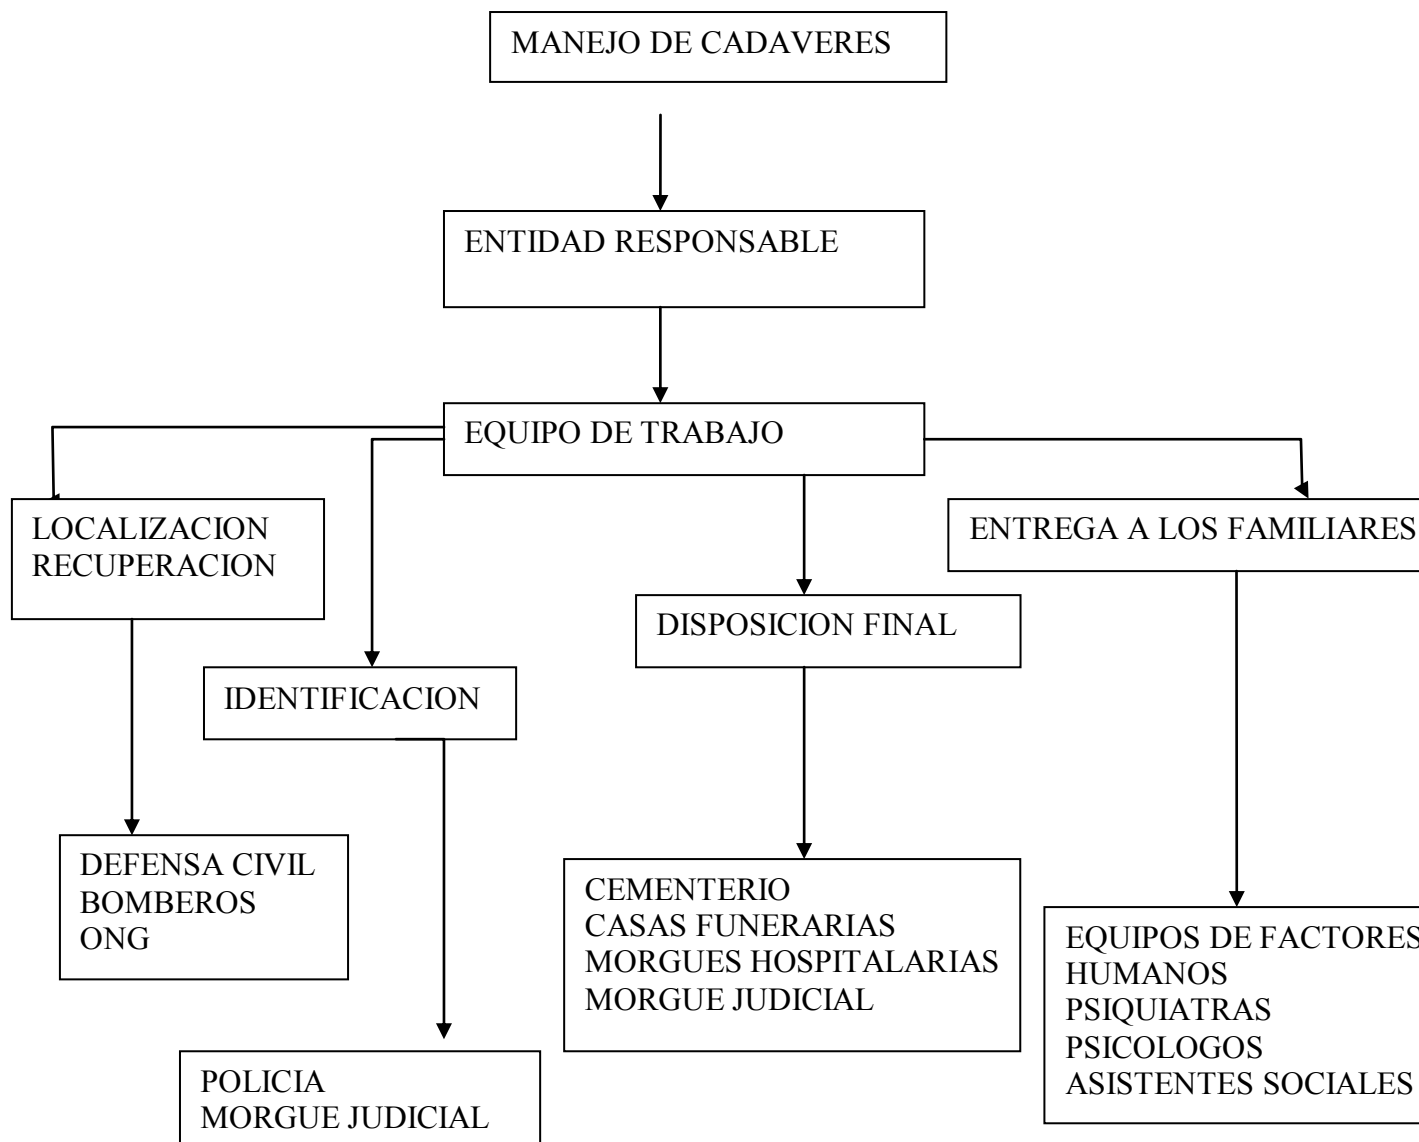 MANEJO DE CADAVERES
ENTIDAD RESPONSABLE
EQUIPO DE TRABAJO
LOCALIZACION
RECUPERACION
ENTREGA A LOS FAMILIARES
DISPOSICION FINAL
IDENTIFICACION
DEFENSA CIVIL
BOMBEROS
ONG
CEMENTERIO
CASAS FUNERARIAS
MORGUES HOSPITALARIAS
MORGUE JUDICIAL
EQUIPOS DE FACTORES
HUMANOS
PSIQUIATRAS
PSICOLOGOS
ASISTENTES SOCIALES
POLICIA
MORGUE JUDICIAL